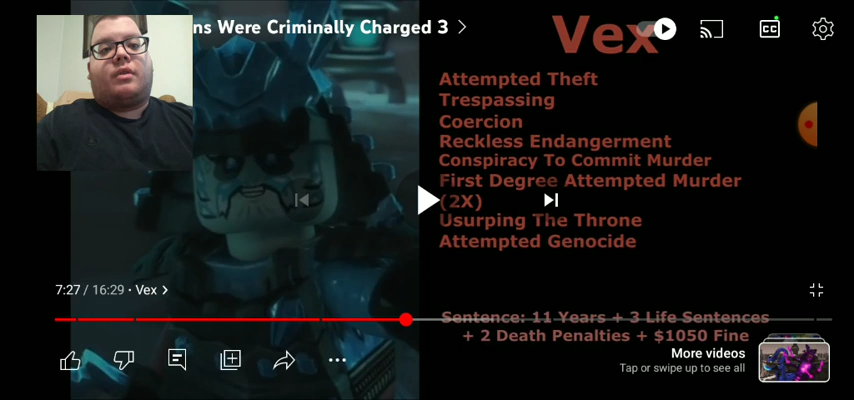 ns Were Criminally Charged 3
Vex
CC
Attempted Theft
Trespassing
Coercion
Reckless Endangerment
Conspiracy To Commit Murder
First Degree Attempted Murder
(2X)
Usurping The Throne
Attempted Genocide
7:27 / 16:29 • Vex
Sentence: 11 Years + 3 Life Sentences
+ 2 Death Penalties + $1050 Fine
More videos
Tap or swipe up to see all